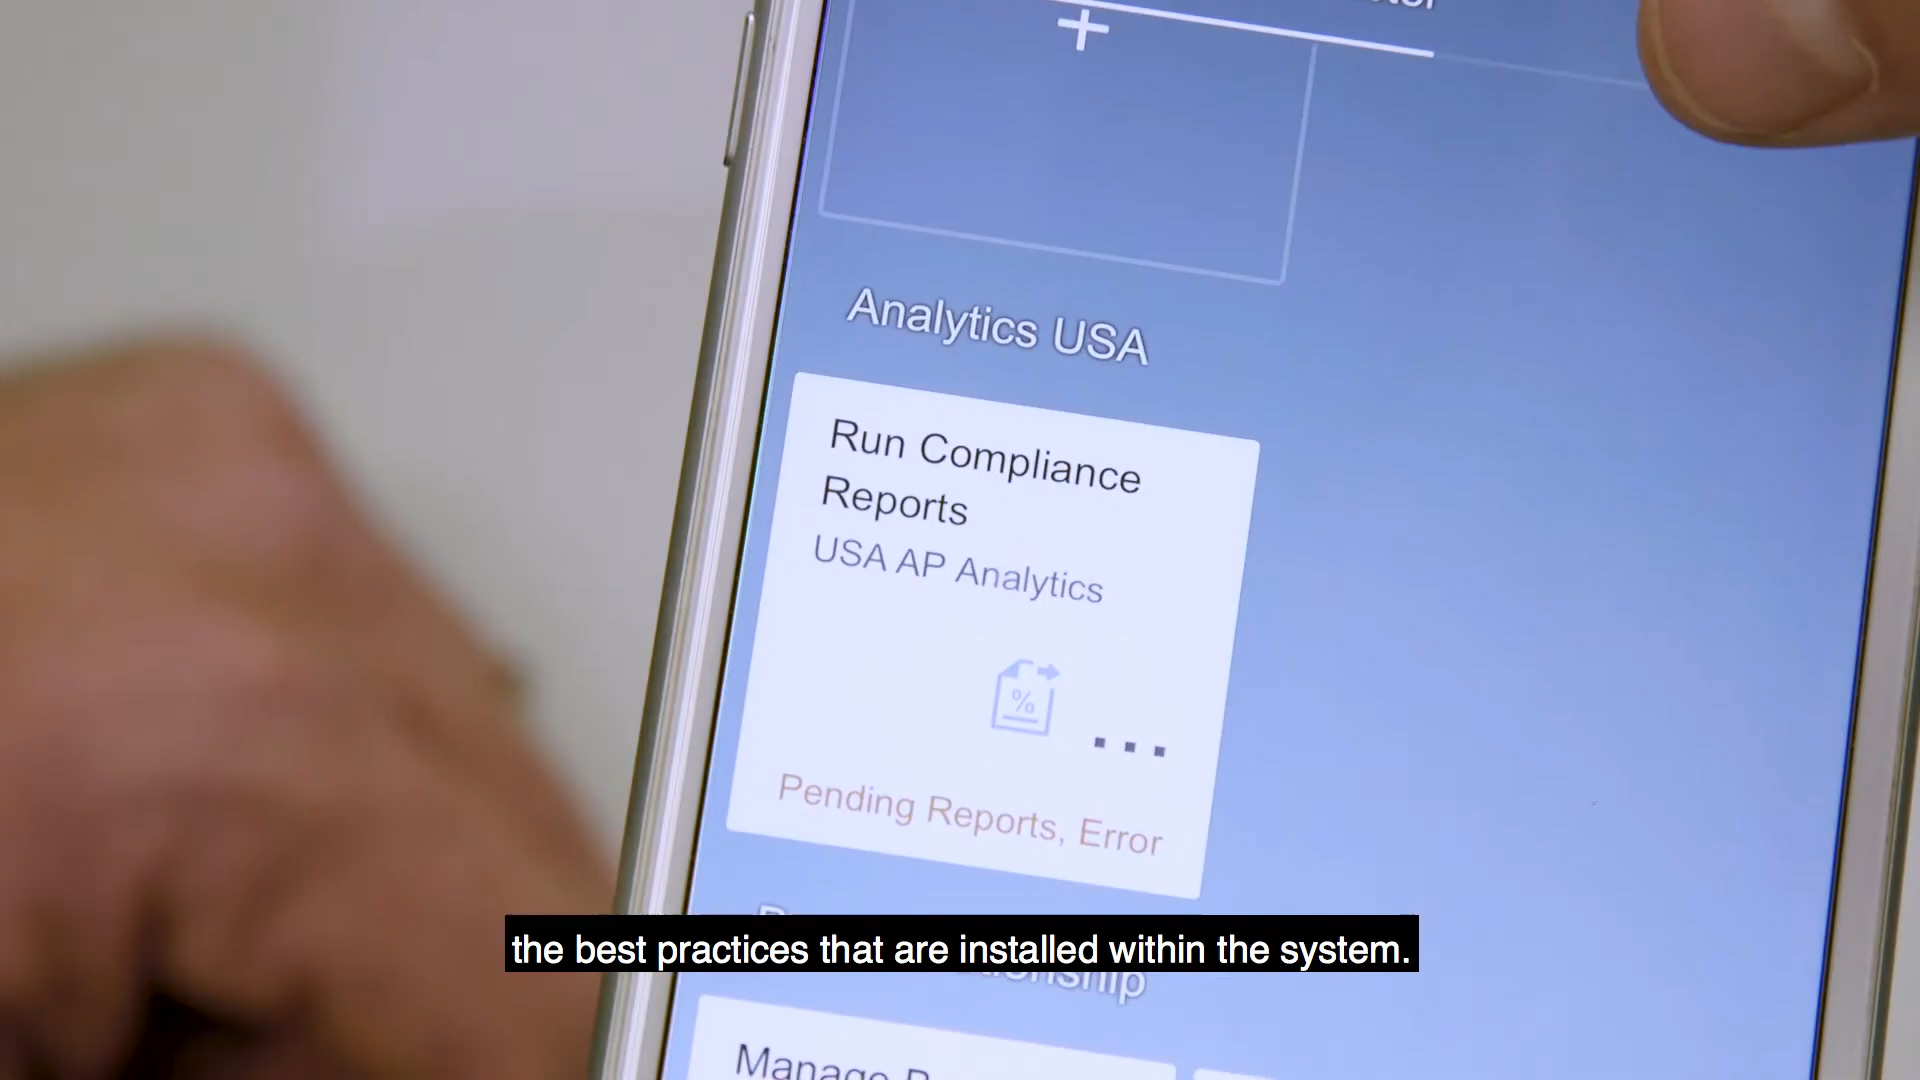 Analytics USA
Run Compliance
Reports
USA AP Analytics
%
Pending Reports, Error
the best practices that are installed within the system.
Manage